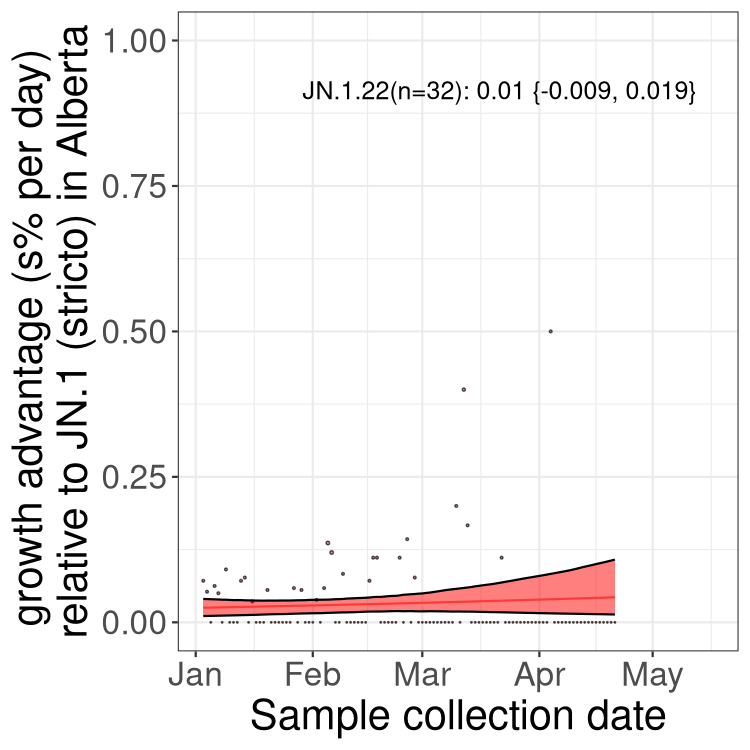 growth advantage (s% per day)
relative to JN.1 (stricto) in Alberta
1.00
0.75
0.50
0.25
0.00
JN.1.22(n=32): 0.01 {-0.009, 0.019}
Jan Feb Mar Apr May
Sample collection date